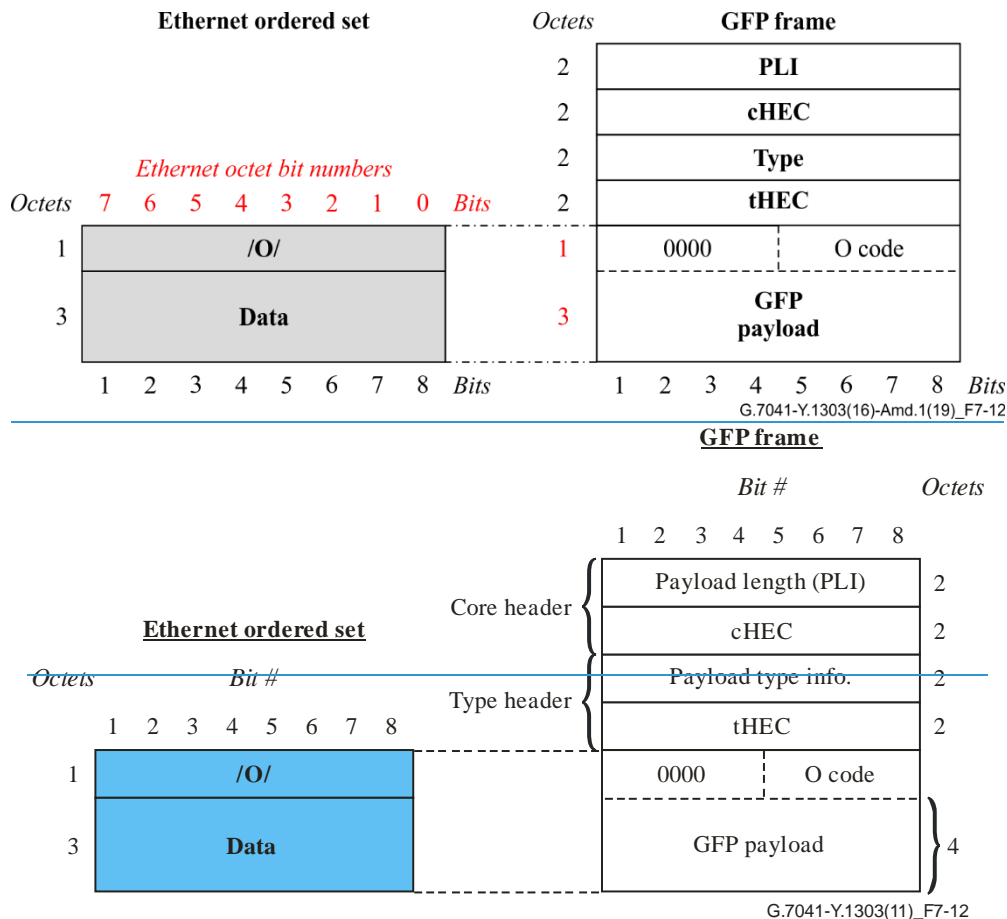 Ethernet ordered set
Octets
GFP frame
2
PLI
2
cHEC
2
Type
Ethernet octet bit numbers
Octets 7 6 5 4 3 2 1 0 Bits
2
tHEC
1
/O/
1
0000
O code
3
Data
3
GFP
payload
1 2 3 4 5 6 7 8 Bits
1 2 3 4 5 6 7 8 Bits
G.7041-Y.1303(16)-Amd.1(19)_F7-12
GFP frame
Bit #
Octets
1 2 3 4 5 6 7 8
Core header
Payload length (PLI)
2
cHEC
2
Ethernet ordered set
Octets
Bit #
Type header
Payload type info.
2
1 2 3 4 5 6 7 8
tHEC
2
1
/O/
0000
O code
3
Data
GFP payload
4
G.7041-Y.1303(11)_F7-12